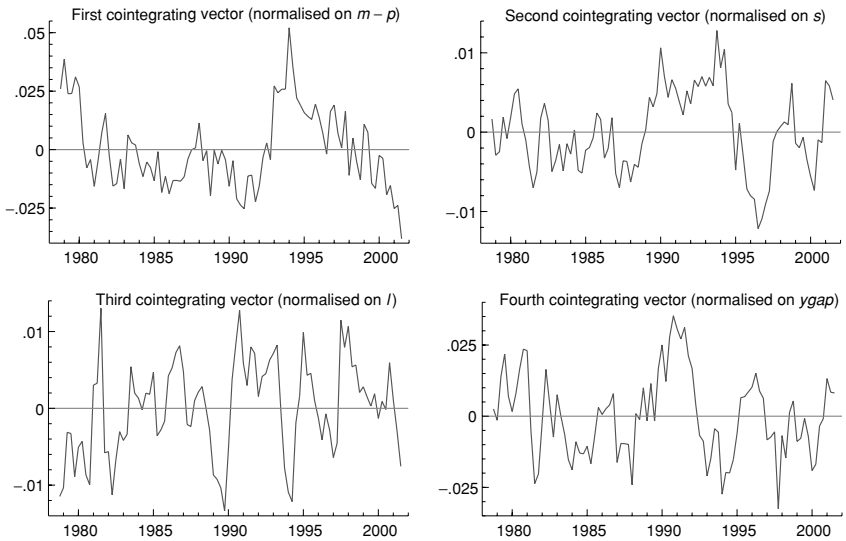 First cointegrating vector (normalised on m – p)
.05
.025
0
–.025
1980 1985 1990 1995 2000
Second cointegrating vector (normalised on s)
.01
0
–.01
1980 1985 1990 1995 2000
Third cointegrating vector (normalised on l)
.01
0
–.01
1980 1985 1990 1995 2000
Fourth cointegrating vector (normalised on ygap)
.025
0
–.025
1980 1985 1990 1995 2000